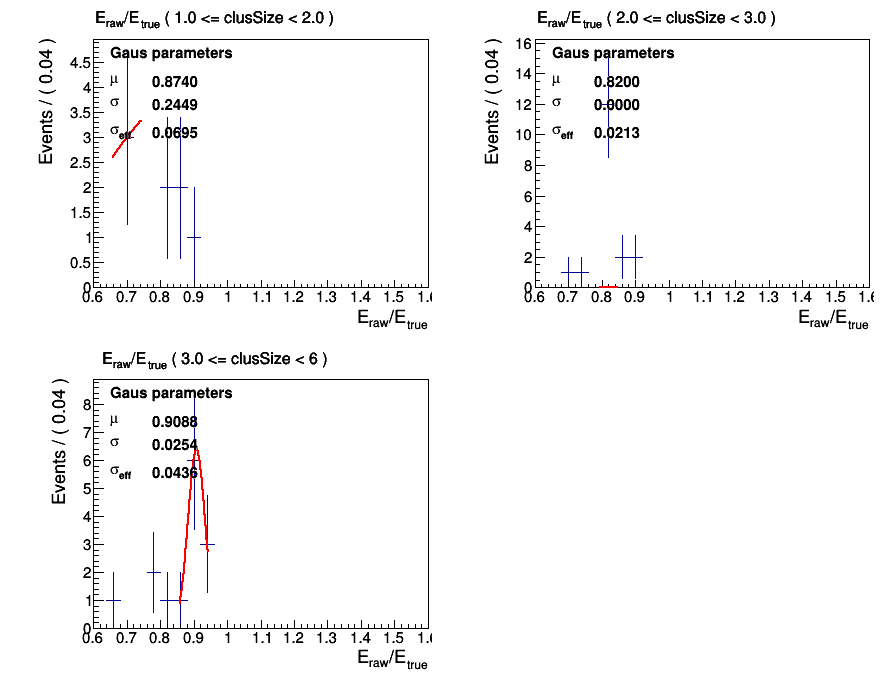 E_raw/E_true ( 1.0 <= clusSize < 2.0 )
Events / ( 0.04 )
Gaus parameters
μ 0.8740
σ 0.2449
σ_eff 0.0695
4.5
4
3.5
3
2.5
2
1.5
1
0.5
0
0.6 0.7 0.8 0.9 1 1.1 1.2 1.3 1.4 1.5 1.6
E_raw/E_true
E_raw/E_true ( 2.0 <= clusSize < 3.0 )
Events / ( 0.04 )
Gaus parameters
μ 0.8200
σ 0.0000
σ_eff 0.0213
16
14
12
10
8
6
4
2
0
0.6 0.7 0.8 0.9 1 1.1 1.2 1.3 1.4 1.5 1.6
E_raw/E_true
E_raw/E_true ( 3.0 <= clusSize < 6 )
Events / ( 0.04 )
Gaus parameters
μ 0.9088
σ 0.0254
σ_eff 0.0436
8
7
6
5
4
3
2
1
0
0.6 0.7 0.8 0.9 1 1.1 1.2 1.3 1.4 1.5 1.6
E_raw/E_true